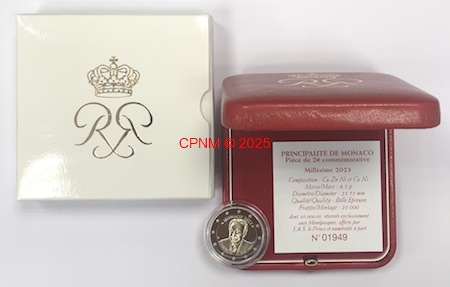 CPNM © 2025
PRINCIPAUTE DE MONACO
Pièce de 2€ commémorative
Millésime 2023
Composition : Cu Zn Ni et Cu Ni
Masse/Mass : 8,5 g
Diamètre/Diameter : 25,75 mm
Qualité/Quality : Belle Epreuve
Frappe/Mintage : 25 000
dont 10 000 ex. réservés exclusivement
aux Monégasques, offerts par
S.A.S. le Prince et numérotés à part
N° 01949